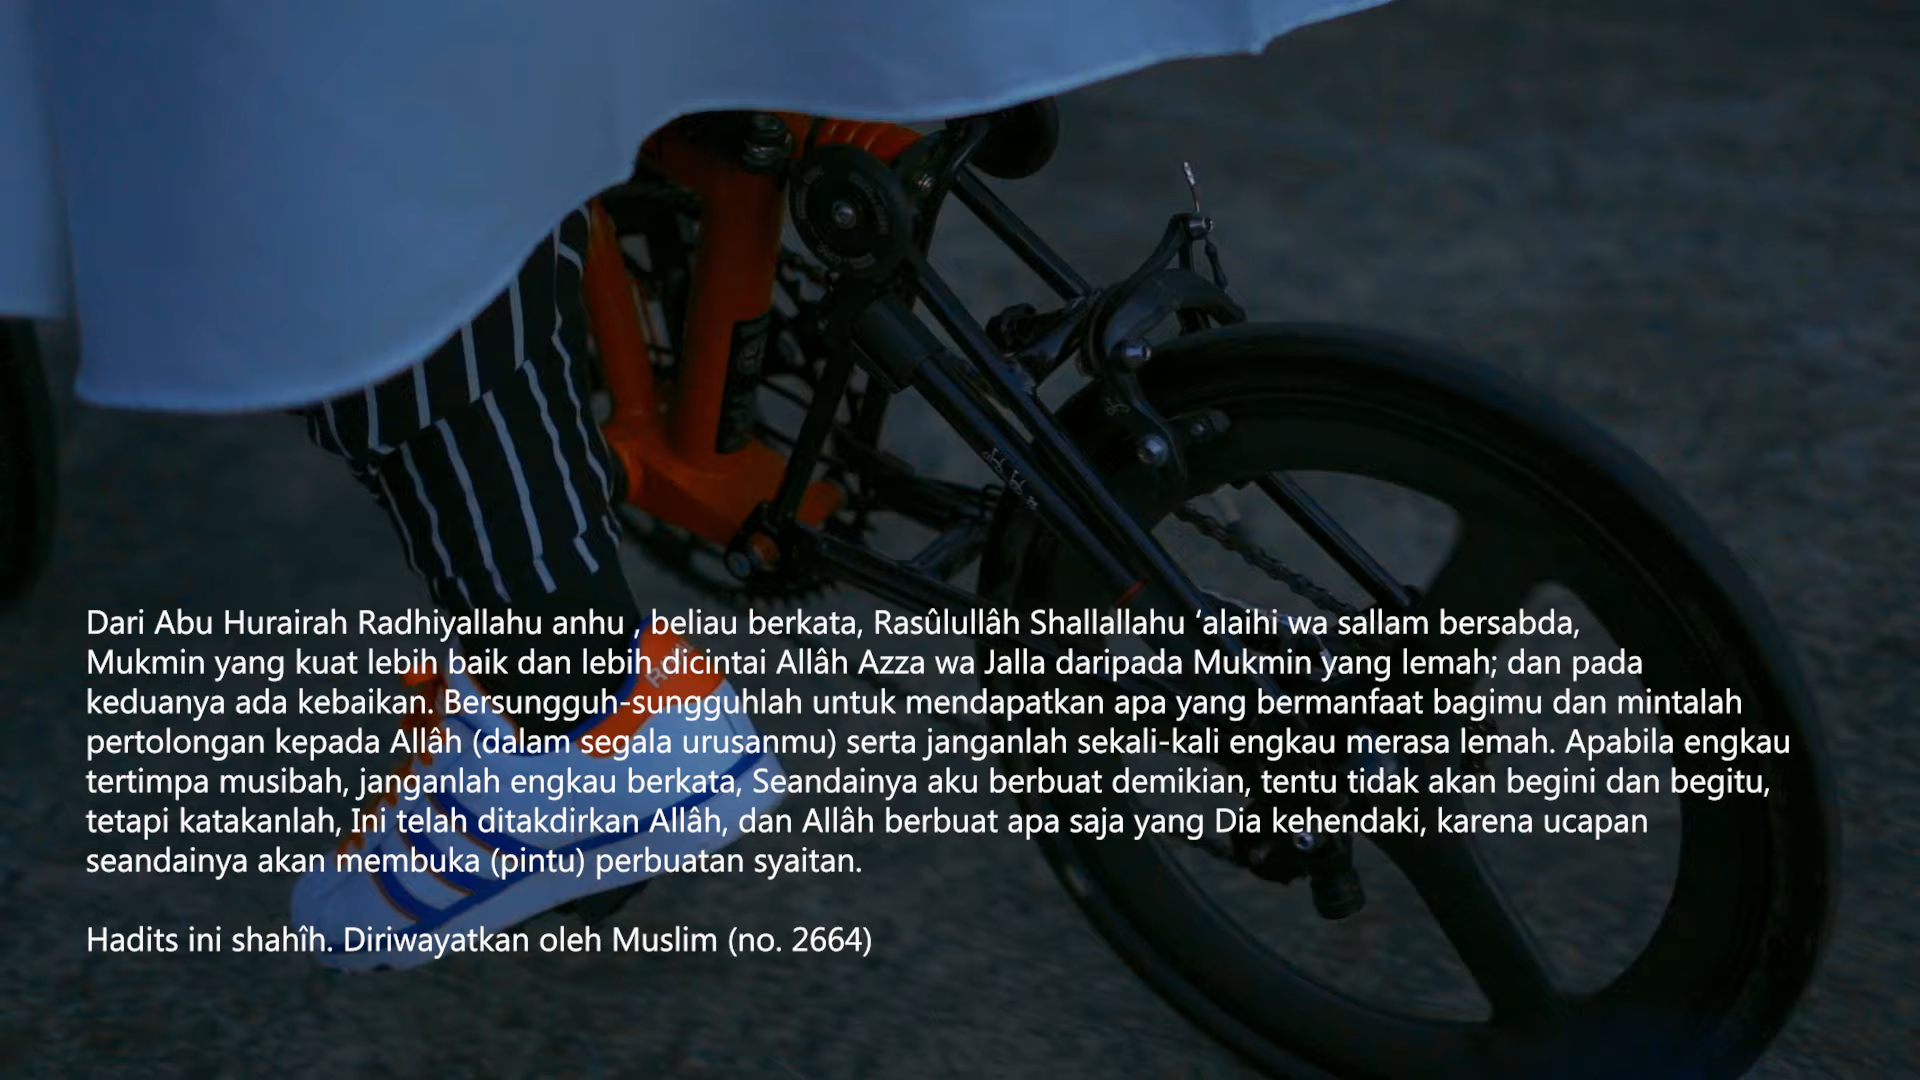 Dari Abu Hurairah Radhiyallahu anhu , beliau berkata, Rasûlullâh Shallallahu ‘alaihi wa sallam bersabda,
Mukmin yang kuat lebih baik dan lebih dicintai Allâh Azza wa Jalla daripada Mukmin yang lemah; dan pada
keduanya ada kebaikan. Bersungguh-sungguhlah untuk mendapatkan apa yang bermanfaat bagimu dan mintalah
pertolongan kepada Allâh (dalam segala urusanmu) serta janganlah sekali-kali engkau merasa lemah. Apabila engkau
tertimpa musibah, janganlah engkau berkata, Seandainya aku berbuat demikian, tentu tidak akan begini dan begitu,
tetapi katakanlah, Ini telah ditakdirkan Allâh, dan Allâh berbuat apa saja yang Dia kehendaki, karena ucapan
seandainya akan membuka (pintu) perbuatan syaitan.
Hadits ini shahîh. Diriwayatkan oleh Muslim (no. 2664)